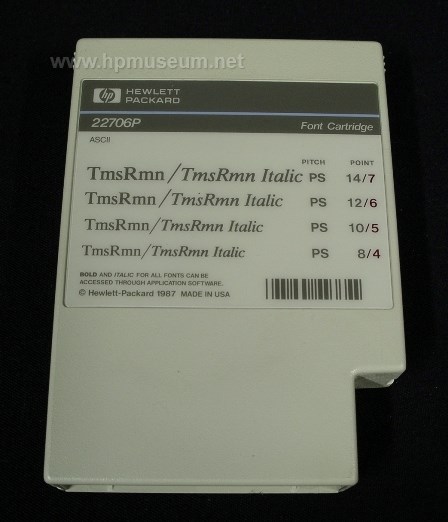 www.hpmuseum.net
hp HEWLETT
PACKARD
22706P Font Cartridge
ASCII
PITCH POINT
TmsRmn/TmsRmn Italic PS 14/7
TmsRmn/TmsRmn Italic PS 12/6
TmsRmn/TmsRmn Italic PS 10/5
TmsRmn/TmsRmn Italic PS 8/4
BOLD AND ITALIC FOR ALL FONTS CAN BE
ACCESSED THROUGH APPLICATION SOFTWARE.
© Hewlett-Packard 1987 MADE IN USA